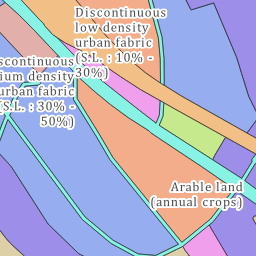 Discontinuous
low density
urban fabric
(S.L. : 10% -
30%)
scontinuous
ium density
urban fabric
(S.L. : 30% -
50%)
Arable land
(annual crops)